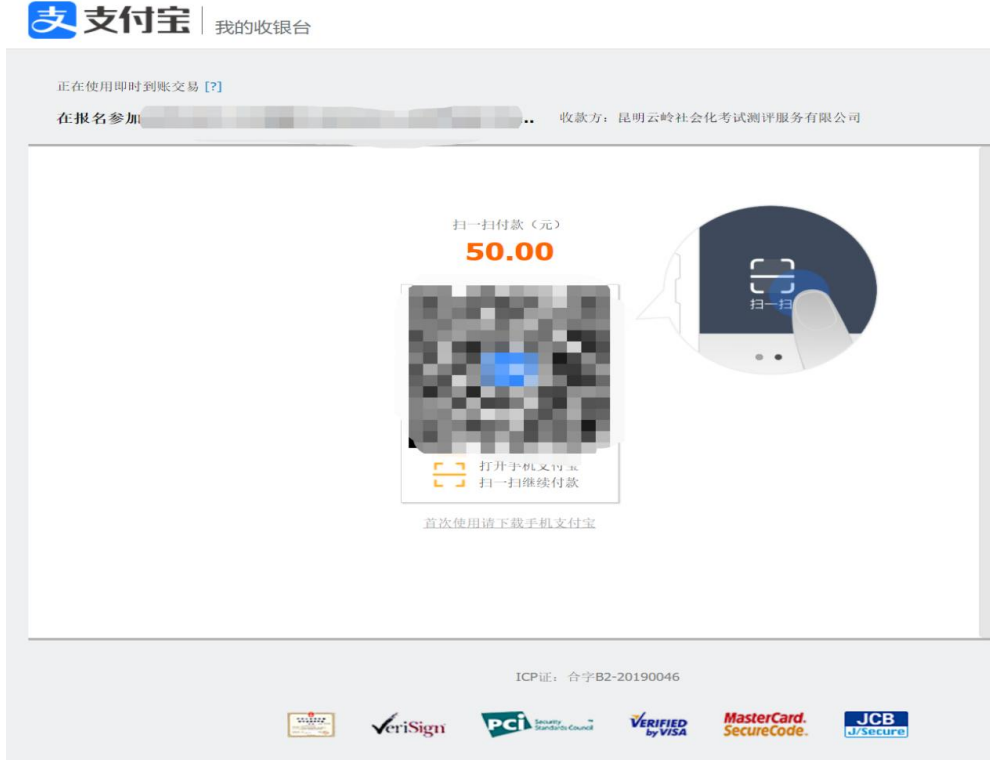 支 支付宝 我的收银台
正在使用即时到账交易 [?]
在报名参加 .. 收款方：昆明云岭社会化考试测评服务有限公司
扫一扫付款（元）
50.00
扫一扫
打开手机支付宝
扫一扫继续付款
首次使用请下载手机支付宝
ICP证：合字B2-20190046
VeriSign
PCI Security Standards Council
VERIFIED by VISA
MasterCard. SecureCode.
JCB J/Secure